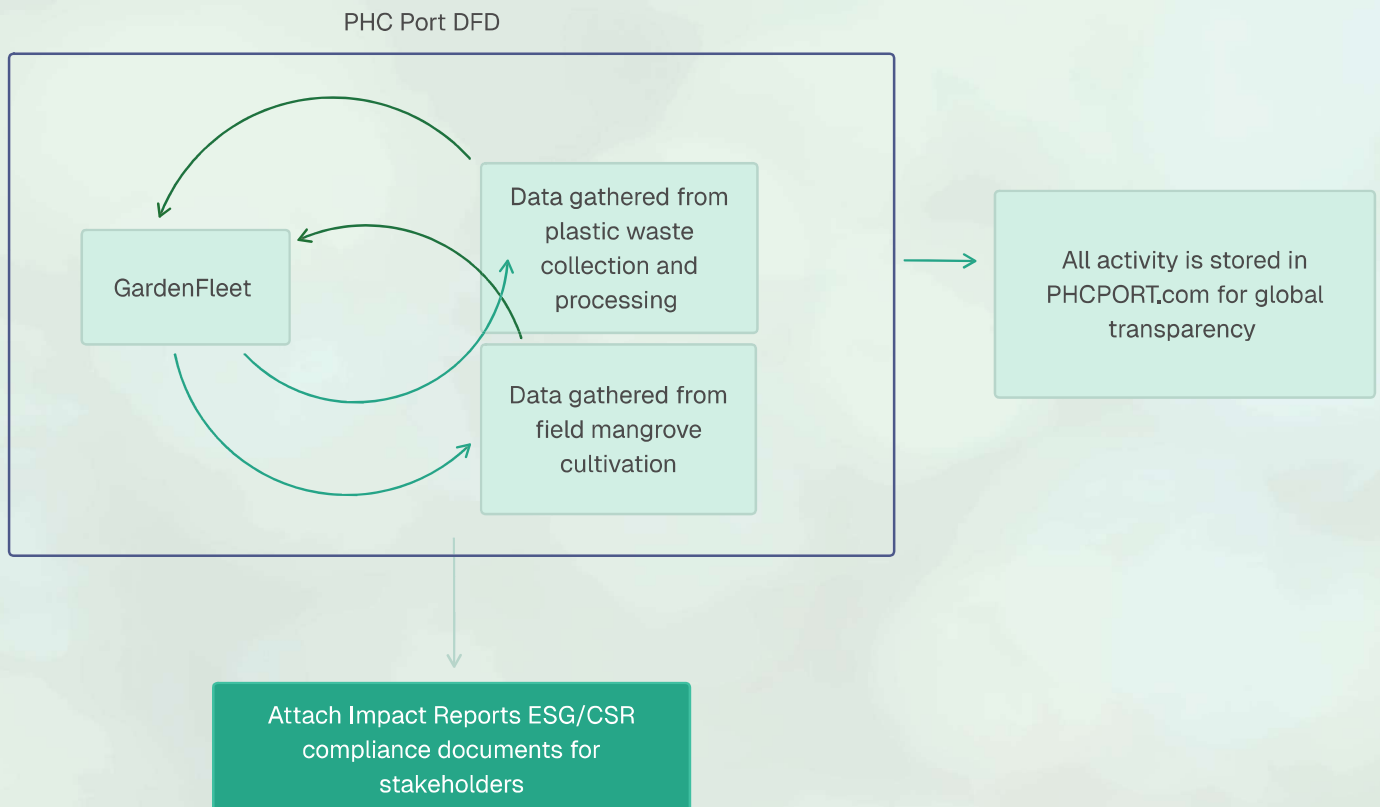 PHC Port DFD
Data gathered from
plastic waste
collection and
processing
GardenFleet
All activity is stored in
PHCPORT.com for global
transparency
Data gathered from
field mangrove
cultivation
Attach Impact Reports ESG/CSR
compliance documents for
stakeholders